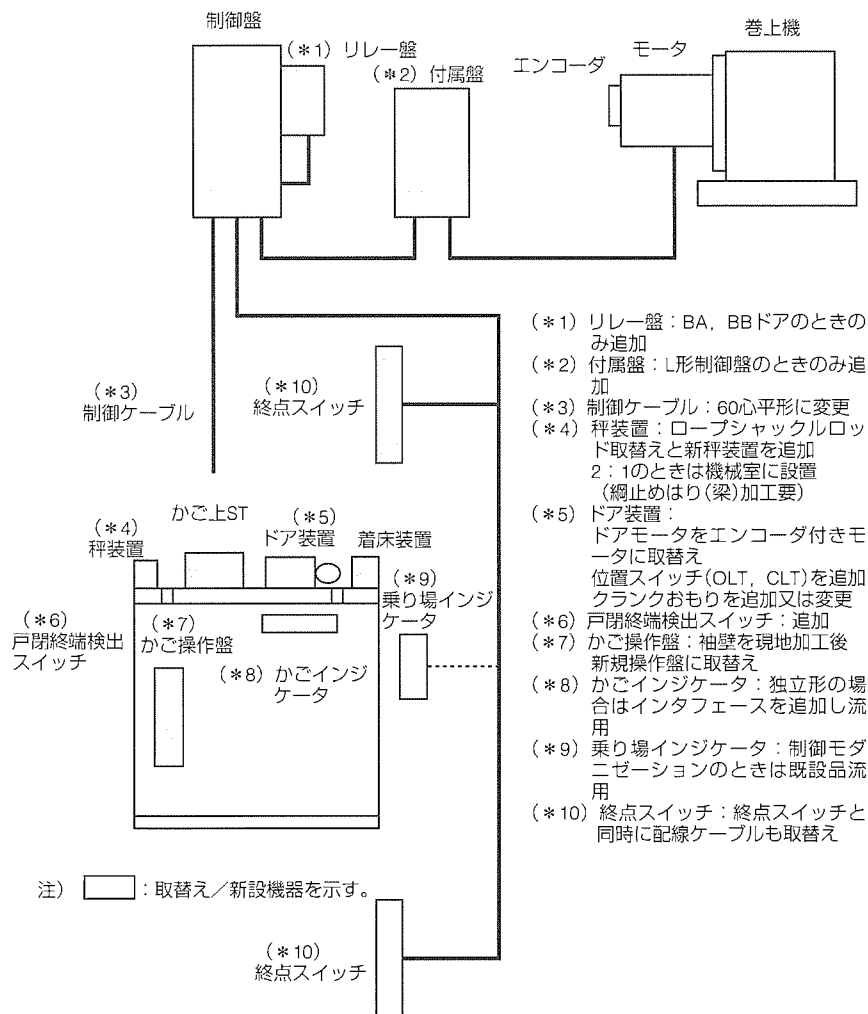 制御盤
(＊1) リレー盤
(＊2) 付属盤
エンコーダ
モータ
巻上機
(＊3)
制御ケーブル
(＊10)
終点スイッチ
(＊4)
秤装置
かご上ST
(＊5)
ドア装置
着床装置
(＊6)
戸閉終端検出
スイッチ
(＊7)
かご操作盤
(＊8) かごインジ
ケータ
(＊9)
乗り場インジ
ケータ
注) : 取替え／新設機器を示す。
(＊10)
終点スイッチ
(＊1) リレー盤：BA，BBドアのときの
み追加
(＊2) 付属盤：L形制御盤のときのみ追
加
(＊3) 制御ケーブル：60心平形に変更
(＊4) 秤装置：ロープシャックルロッ
ド取替えと新秤装置を追加
2：1のときは機械室に設置
(綱止めはり(梁)加工要)
(＊5) ドア装置：
ドアモータをエンコーダ付きモ
ータに取替え
位置スイッチ(OLT，CLT)を追加
クランクおもりを追加又は変更
(＊6) 戸閉終端検出スイッチ：追加
(＊7) かご操作盤：袖壁を現地加工後
新規操作盤に取替え
(＊8) かごインジケータ：独立形の場
合はインタフェースを追加し流
用
(＊9) 乗り場インジケータ：制御モダ
ニゼーションのときは既設品流
用
(＊10) 終点スイッチ：終点スイッチと
同時に配線ケーブルも取替え